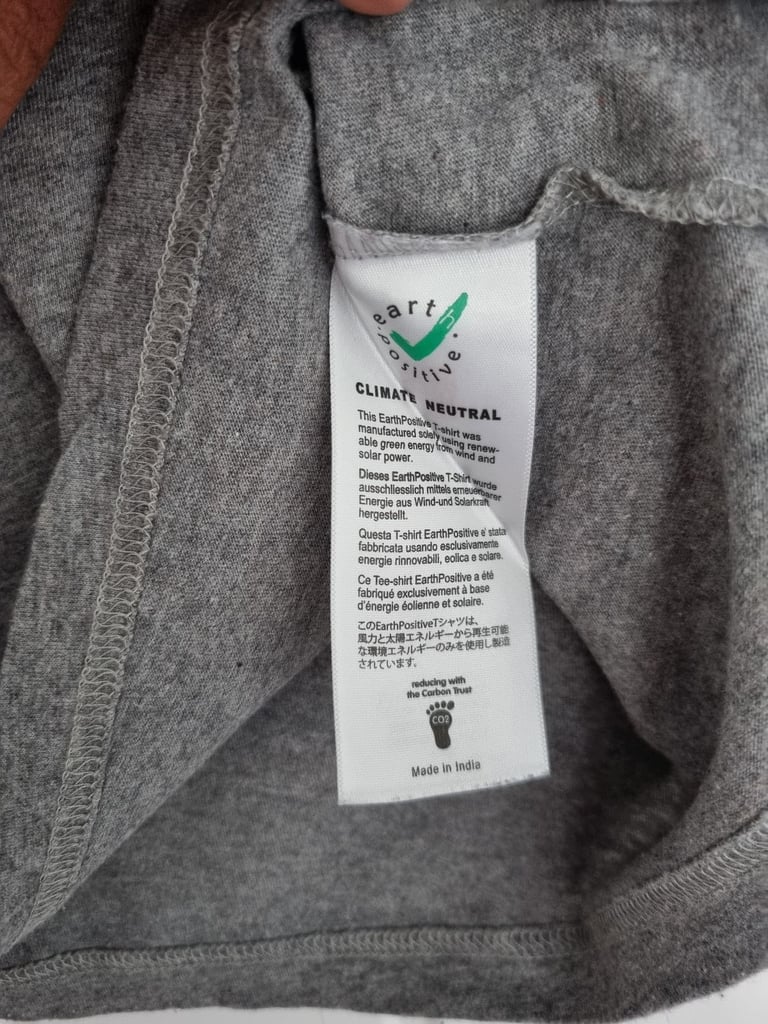 earth
positive
CLIMATE NEUTRAL
This EarthPositive T-shirt was
manufactured solely using renew-
able green energy from wind and
solar power.
Dieses EarthPositive T-Shirt wurde
ausschliesslich mittels erneuerbarer
Energie aus Wind-und Solarkraft
hergestellt.
Questa T-shirt EarthPositive e' stata
fabbricata usando esclusivamente
energie rinnovabili, eolica e solare.
Ce Tee-shirt EarthPositive a été
fabriqué exclusivement à base
d'énergie éolienne et solaire.
このEarthPositiveTシャツは、
風力と太陽エネルギーから再生可能
な環境エネルギーのみを使用し製造
されています。
reducing with
the Carbon Trust
CO2
Made in India